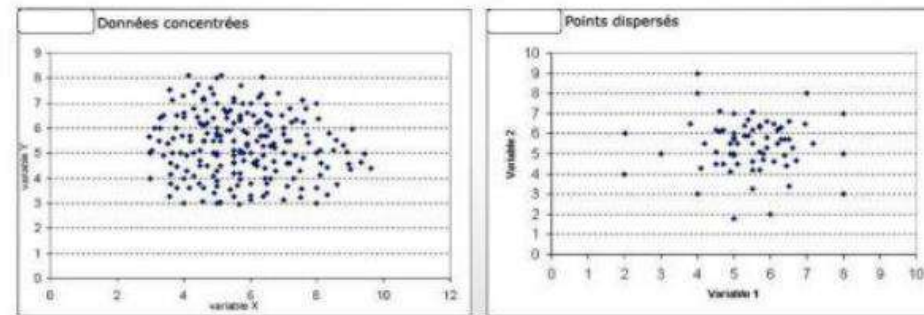 Données concentrées
9
8
7
6
5
4
3
2
1
0
variable Y
0 2 4 6 8 10 12
variable X
Points dispersés
10
9
8
7
6
5
4
3
2
1
0
Variable 2
0 1 2 3 4 5 6 7 8 9 10
Variable 1